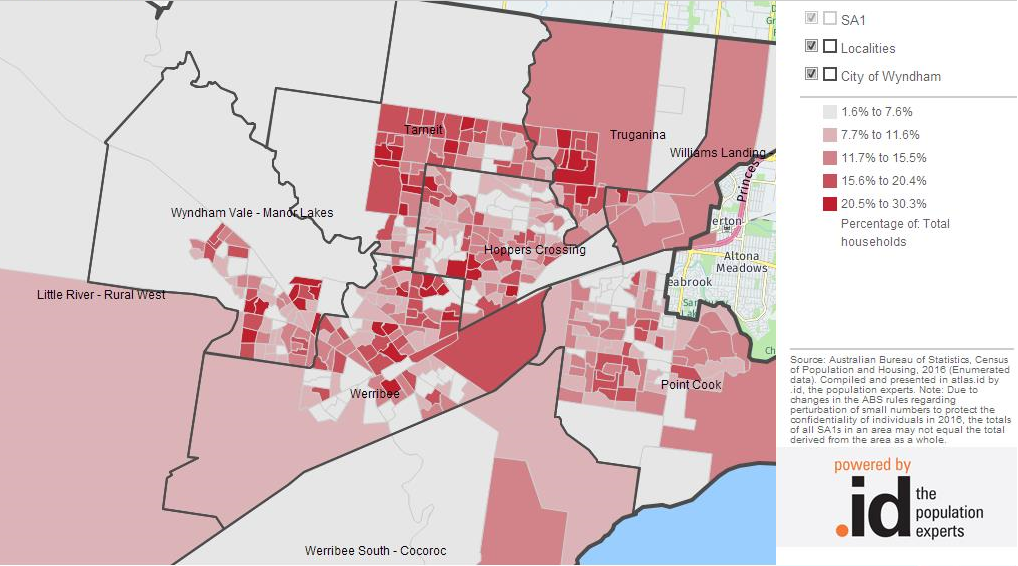 SA1
Localities
City of Wyndham
1.6% to 7.6%
7.7% to 11.6%
11.7% to 15.5%
15.6% to 20.4%
20.5% to 30.3%
Percentage of: Total
households
Tarneit
Truganina
Williams Landing
Princes
Wyndham Vale - Manor Lakes
erton
Hoppers Crossing
Altona
Meadows
eabrook
Little River - Rural West
Point Cook
Werribee
Werribee South - Cocoroc
Source: Australian Bureau of Statistics, Census
of Population and Housing, 2016 (Enumerated
data). Compiled and presented in atlas.id by
.id, the population experts. Note: Due to
changes in the ABS rules regarding
perturbation of small numbers to protect the
confidentiality of individuals in 2016, the totals
of all SA1s in an area may not equal the total
derived from the area as a whole.
powered by
.id the
population
experts